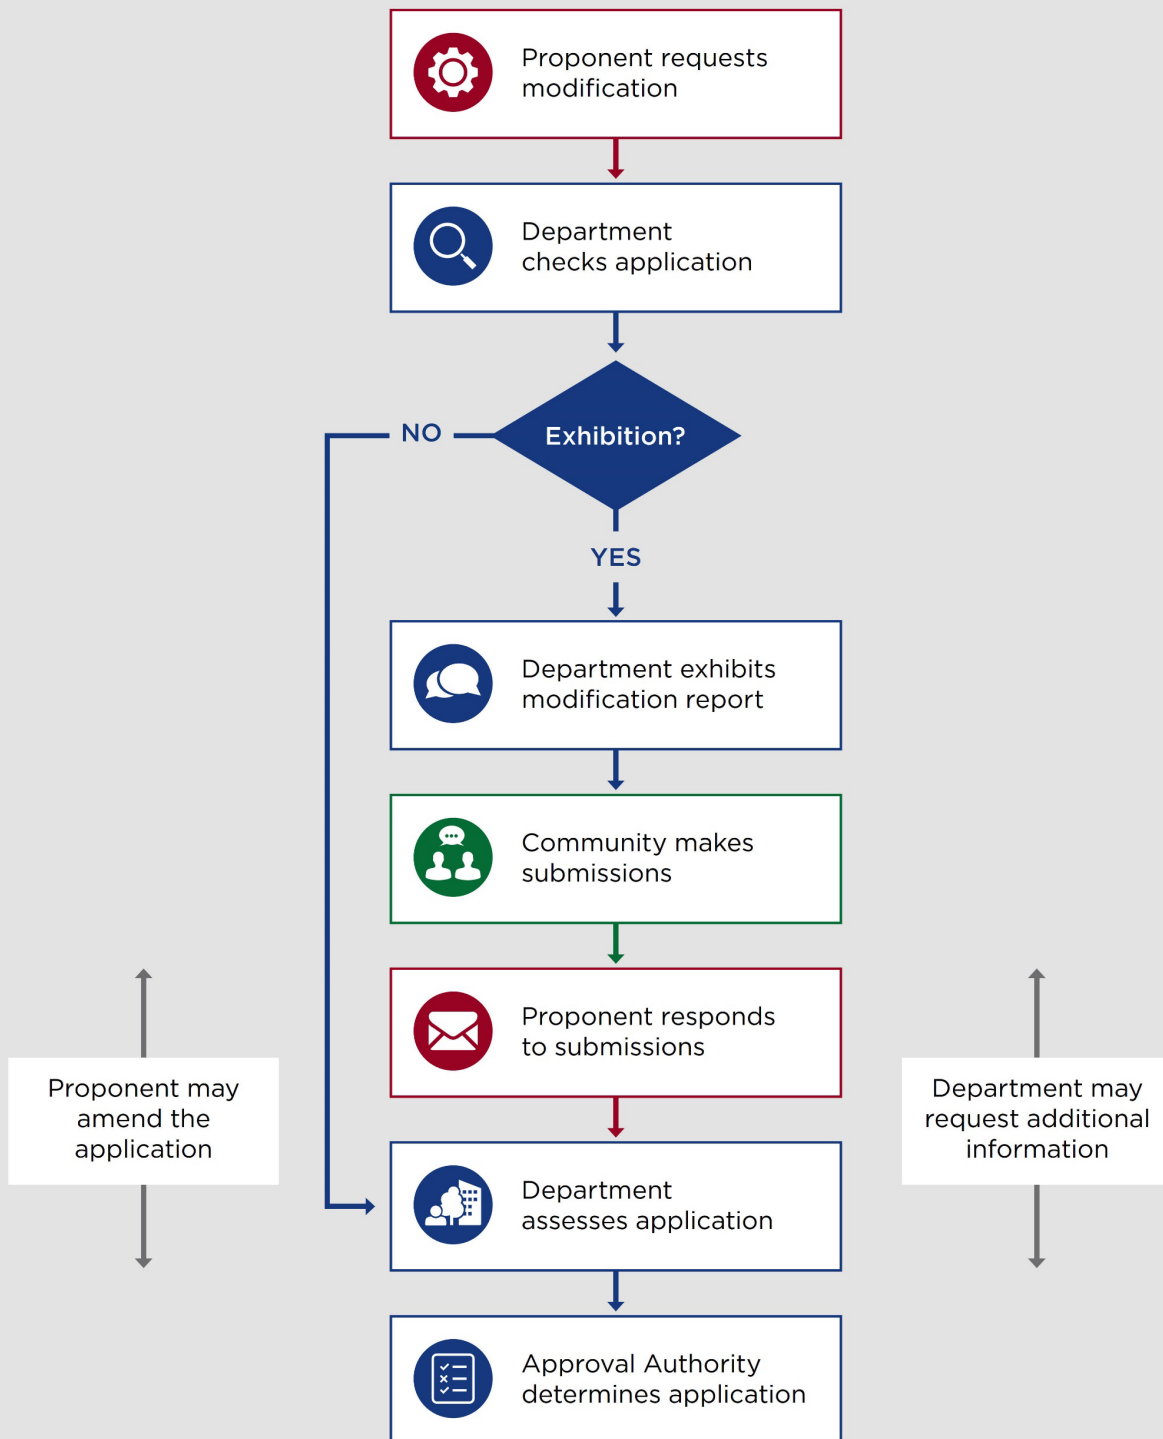 Proponent requests
modification
Department
checks application
NO
Exhibition?
YES
Department exhibits
modification report
Community makes
submissions
Proponent responds
to submissions
Proponent may
amend the
application
Department may
request additional
information
Department
assesses application
Approval Authority
determines application